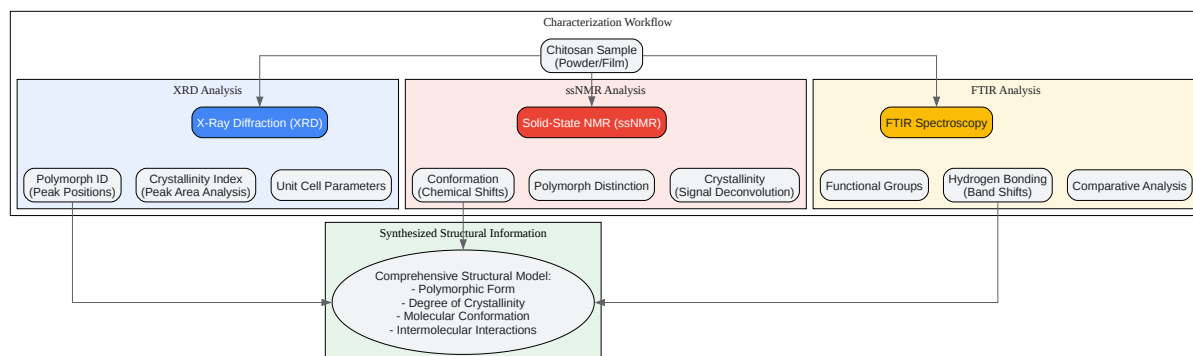 Characterization Workflow
Chitosan Sample
(Powder/Film)
XRD Analysis
X-Ray Diffraction (XRD)
Polymorph ID
(Peak Positions)
Crystallinity Index
(Peak Area Analysis)
Unit Cell Parameters
ssNMR Analysis
Solid-State NMR (ssNMR)
Conformation
(Chemical Shifts)
Polymorph Distinction
Crystallinity
(Signal Deconvolution)
FTIR Analysis
FTIR Spectroscopy
Functional Groups
Hydrogen Bonding
(Band Shifts)
Comparative Analysis
Synthesized Structural Information
Comprehensive Structural Model:
- Polymorphic Form
- Degree of Crystallinity
- Molecular Conformation
- Intermolecular Interactions